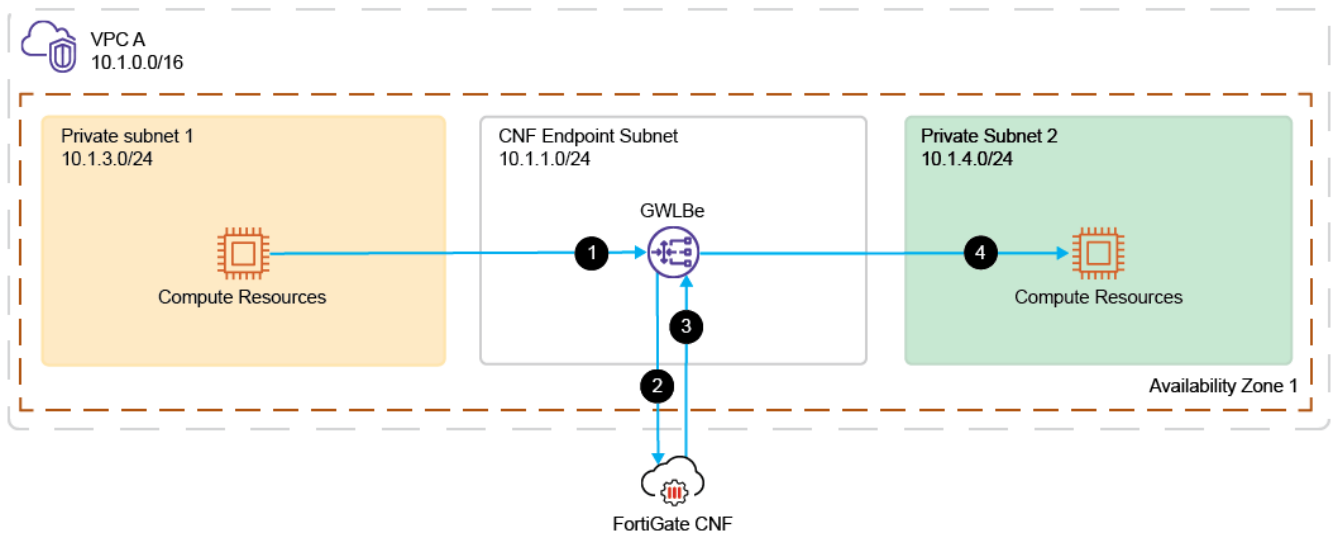 VPC A
10.1.0.0/16
Private subnet 1
10.1.3.0/24
CNF Endpoint Subnet
10.1.1.0/24
Private Subnet 2
10.1.4.0/24
GWLBe
1
4
Compute Resources
Compute Resources
3
2
Availability Zone 1
FortiGate CNF